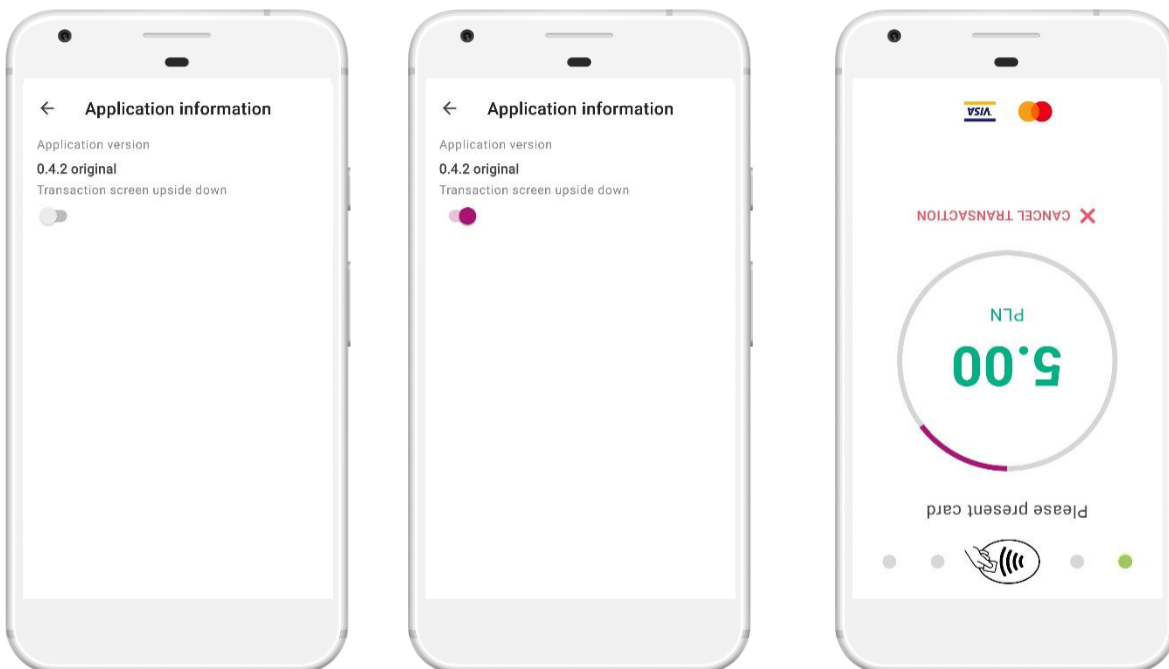 Application information
Application version
0.4.2 original
Transaction screen upside down
Application information
Application version
0.4.2 original
Transaction screen upside down
Please present card
5.00
PLN
CANCEL TRANSACTION
VISA